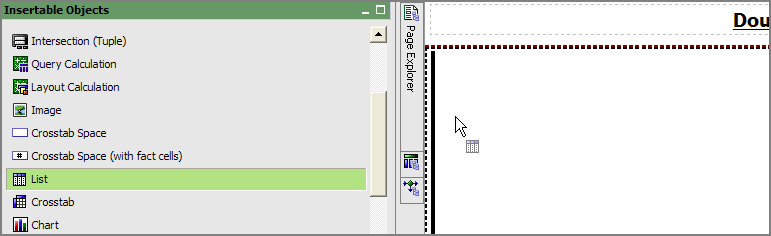 Insertable Objects
Intersection (Tuple)
Query Calculation
Layout Calculation
Image
Crosstab Space
# Crosstab Space (with fact cells)
List
Crosstab
Chart
Page Explorer
Dou